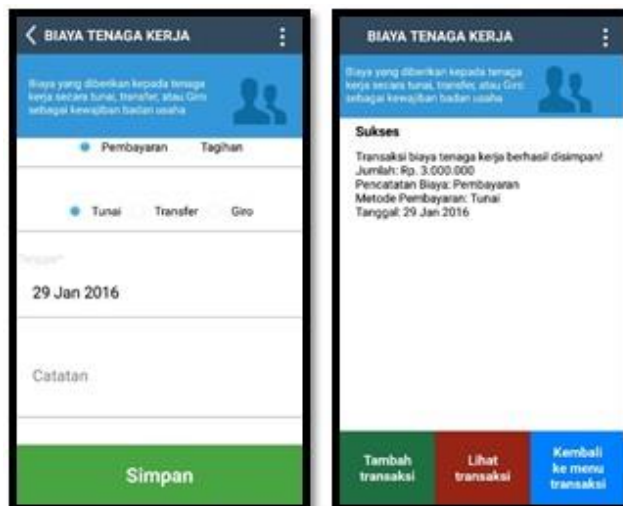 BIAYA TENAGA KERJA
Biaya yang diberikan kepada tenaga
kerja secara tunai, transfer, atau Giro
sebagai kewajiban badan usaha
Pembayaran Tagihan
Tunai Transfer Giro
Tanggal*
29 Jan 2016
Catatan
Simpan
BIAYA TENAGA KERJA
Biaya yang diberikan kepada tenaga
kerja secara tunai, transfer, atau Giro
sebagai kewajiban badan usaha
Sukses
Transaksi biaya tenaga kerja berhasil disimpan!
Jumlah: Rp. 3.000.000
Pencatatan Biaya: Pembayaran
Metode Pembayaran: Tunai
Tanggal: 29 Jan 2016
Tambah
transaksi
Lihat
transaksi
Kembali
ke menu
transaksi